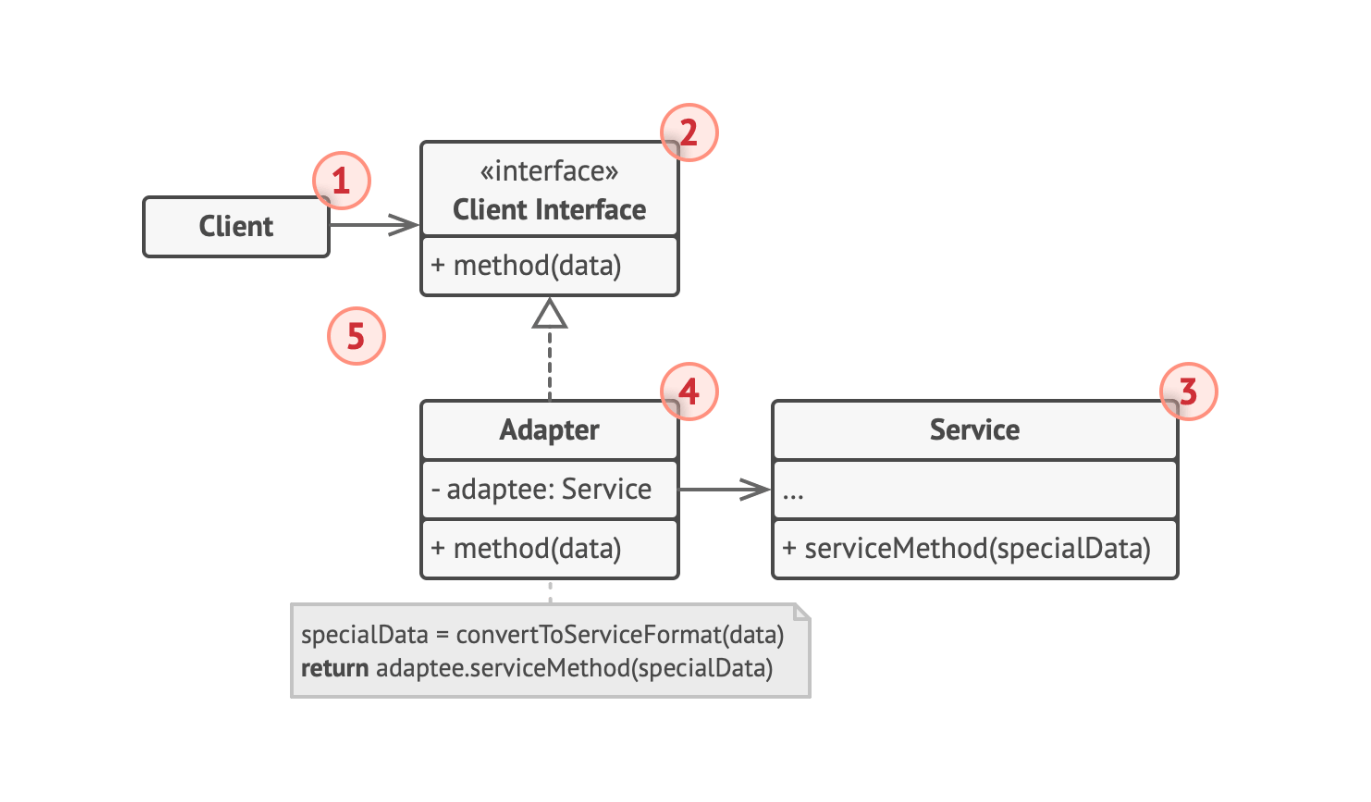 1
Client
2
«interface»
Client Interface
+ method(data)
5
4
Adapter
- adaptee: Service
+ method(data)
3
Service
...
+ serviceMethod(specialData)
specialData = convertToServiceFormat(data)
return adaptee.serviceMethod(specialData)